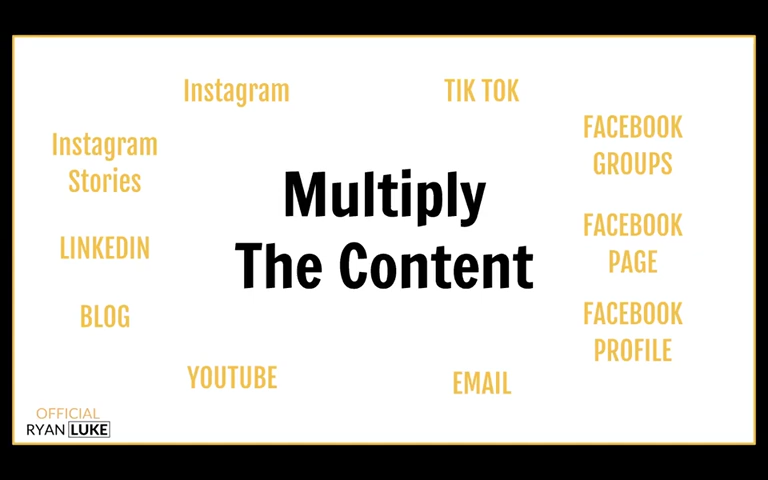 Instagram
TIK TOK
Instagram
Stories
FACEBOOK
GROUPS
Multiply
The Content
LINKEDIN
FACEBOOK
PAGE
BLOG
FACEBOOK
PROFILE
YOUTUBE
EMAIL
OFFICIAL
RYAN LUKE